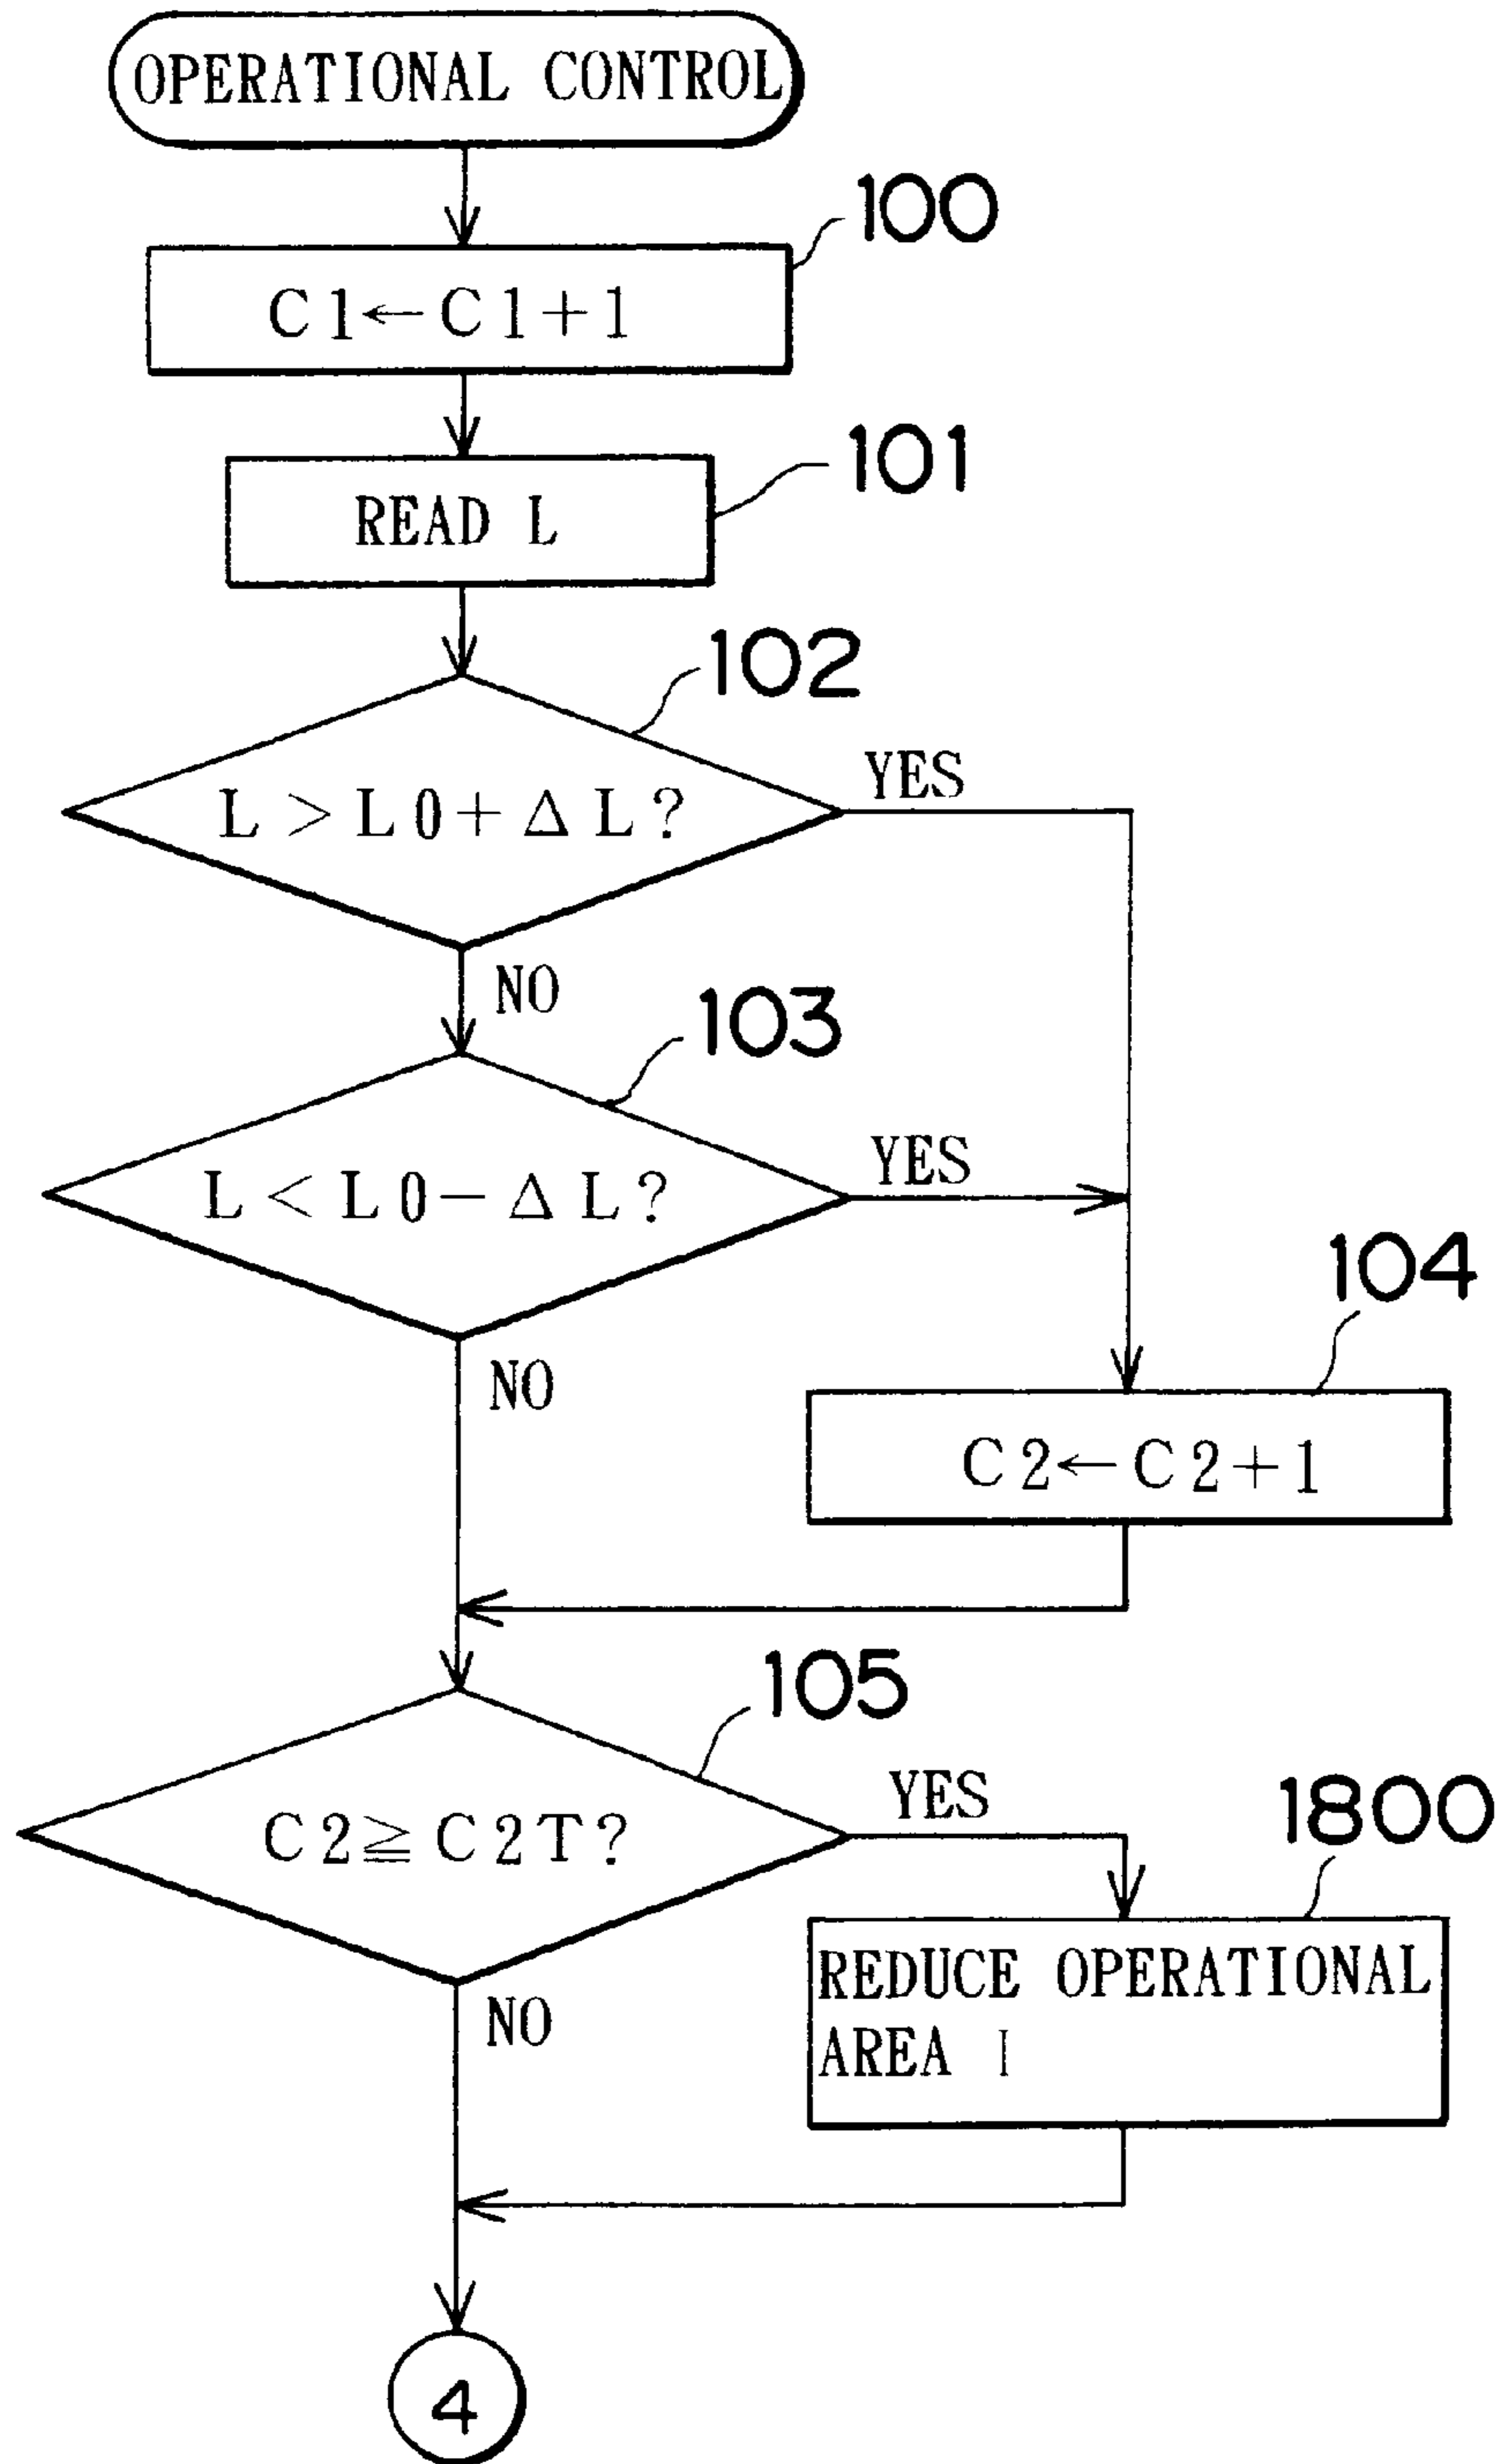 OPERATIONAL CONTROL
100
C1←C1+1
101
READ L
102
L>L0+ΔL?
YES
NO
103
L<L0-ΔL?
YES
NO
104
C2←C2+1
105
C2≧C2T?
YES
NO
1800
REDUCE OPERATIONAL
AREA I
4